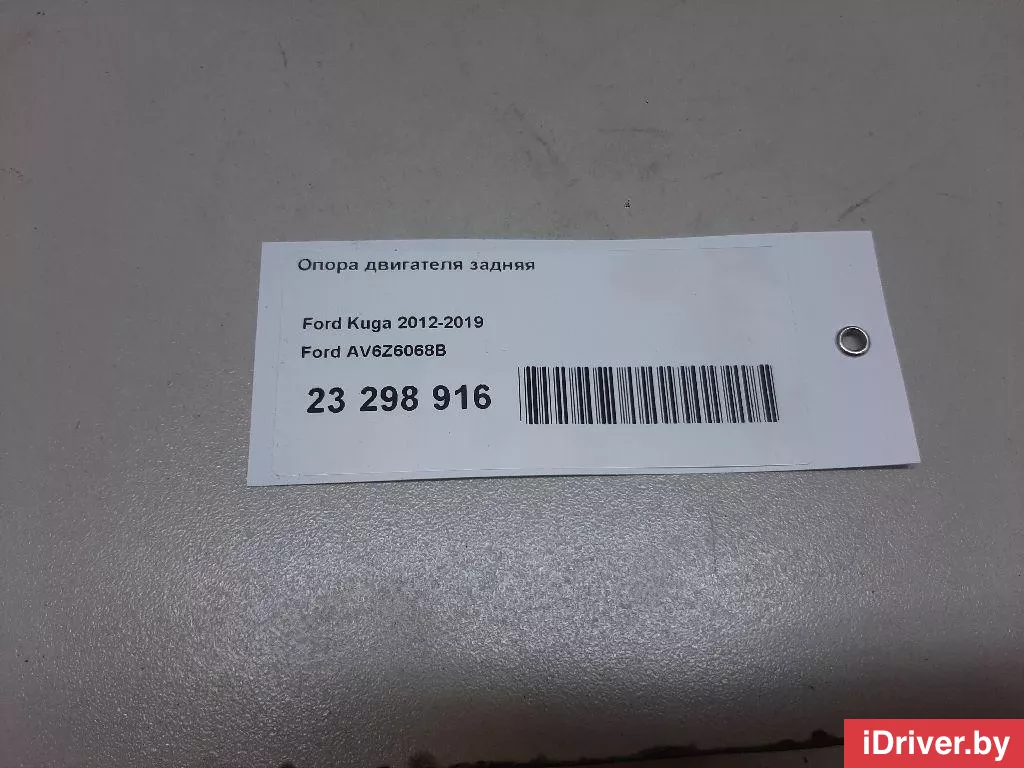 Опора двигателя задняя
Ford Kuga 2012-2019
Ford AV6Z6068B
23 298 916
iDriver.by